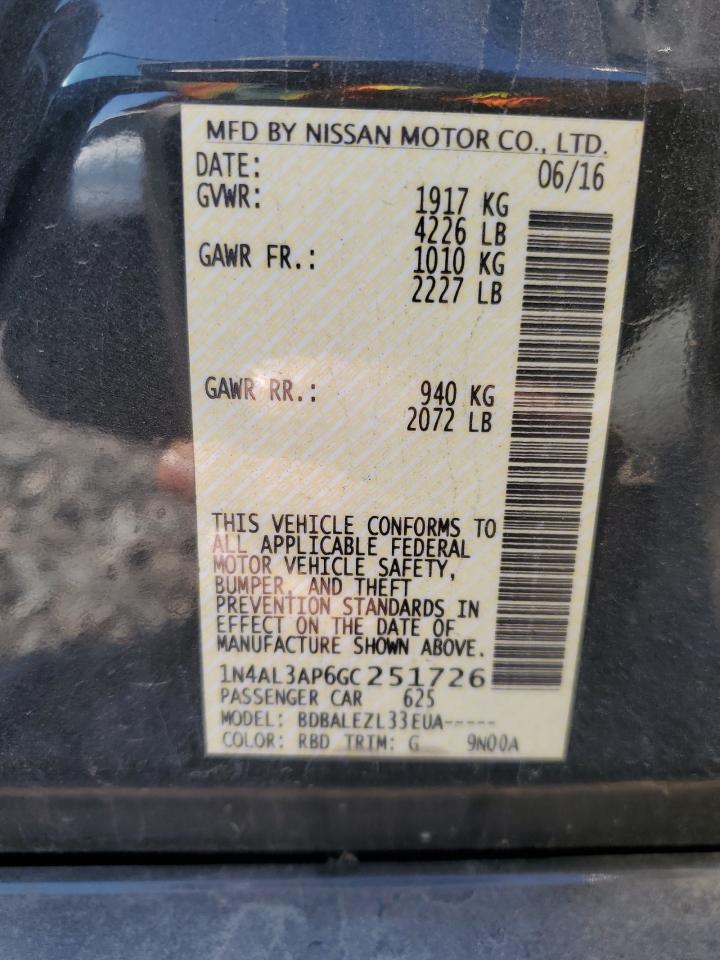 MFD BY NISSAN MOTOR CO., LTD.
DATE: 06/16
GVWR: 1917 KG
4226 LB
GAWR FR.: 1010 KG
2227 LB
GAWR RR.: 940 KG
2072 LB
THIS VEHICLE CONFORMS TO
ALL APPLICABLE FEDERAL
MOTOR VEHICLE SAFETY,
BUMPER, AND THEFT
PREVENTION STANDARDS IN
EFFECT ON THE DATE OF
MANUFACTURE SHOWN ABOVE.
1N4AL3AP6GC251726
PASSENGER CAR 625
MODEL: BDBALEZL33EUA-----
COLOR: RBD TRIM: G 9N00A